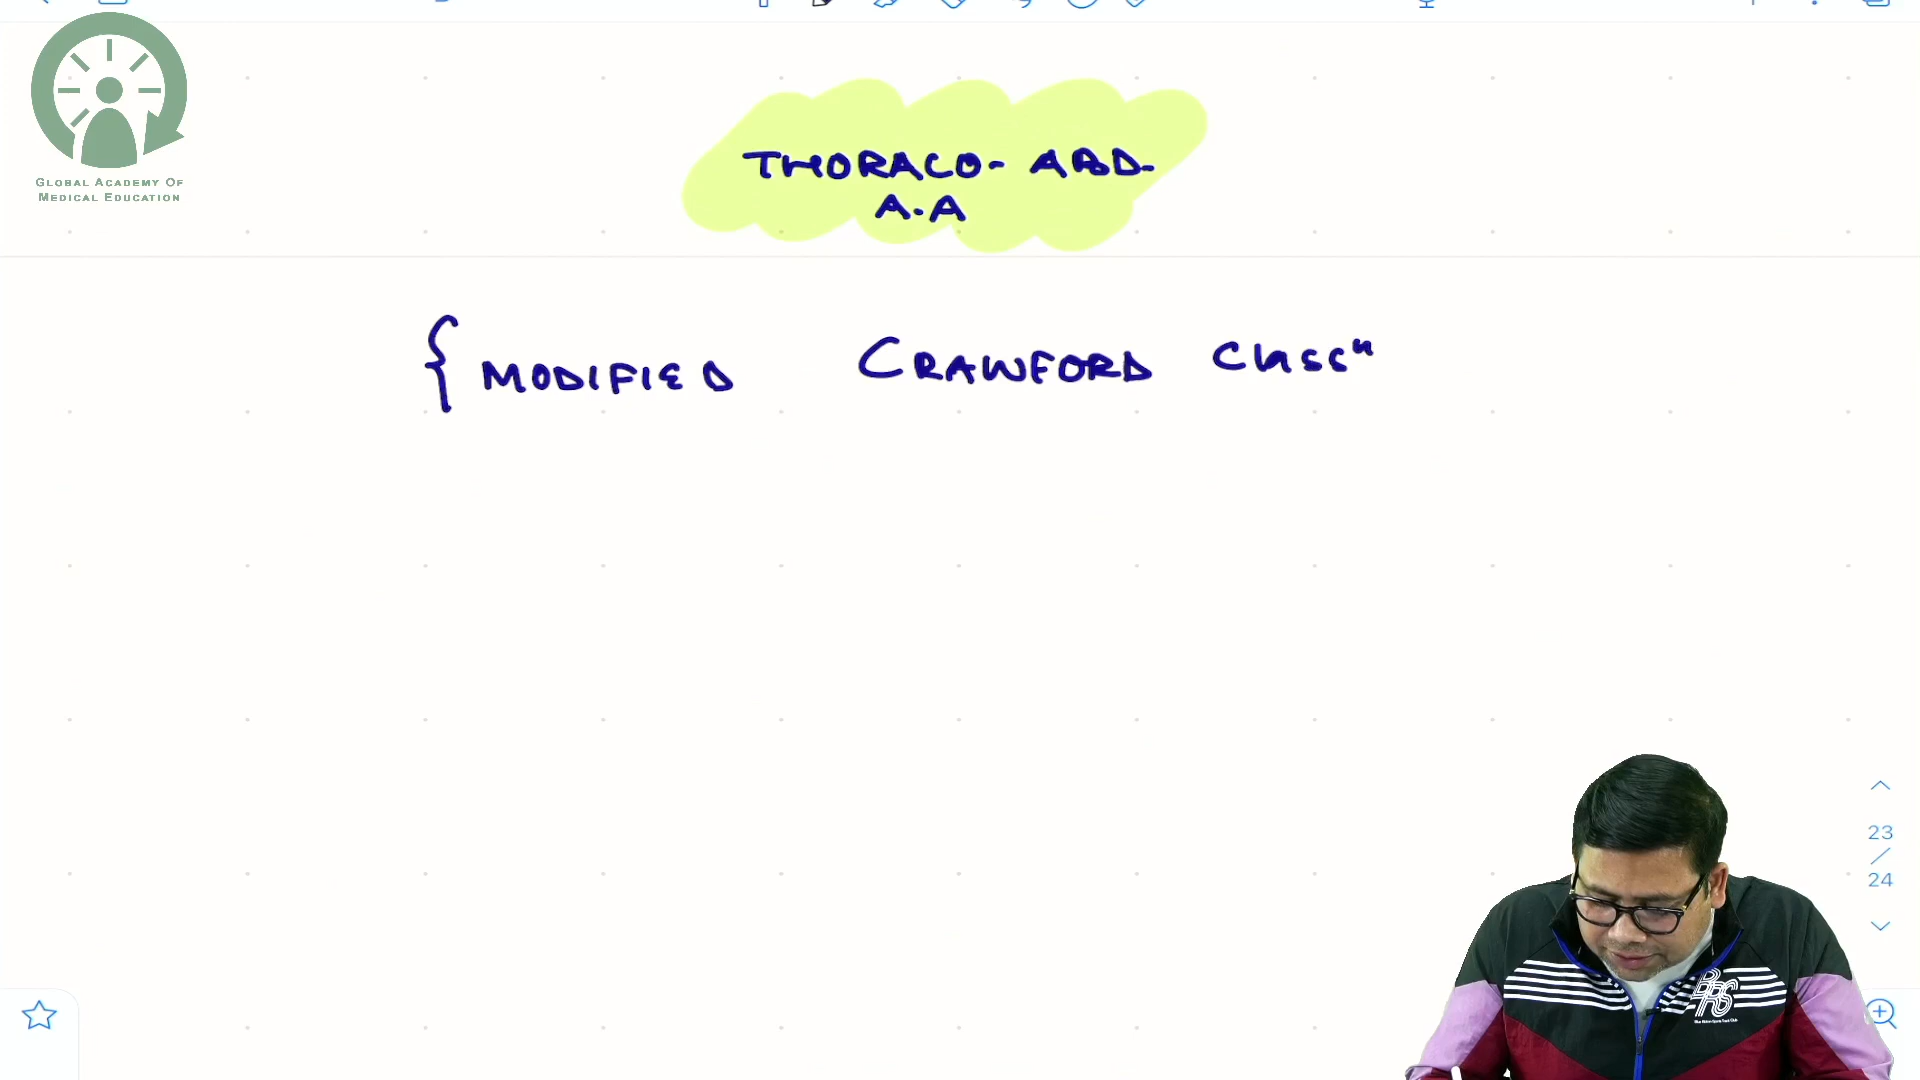 GLOBAL ACADEMY OF
MEDICAL EDUCATION
THORACO- ABD-
A.A
{ MODIFIED CRAWFORD Classⁿ
23
/
24